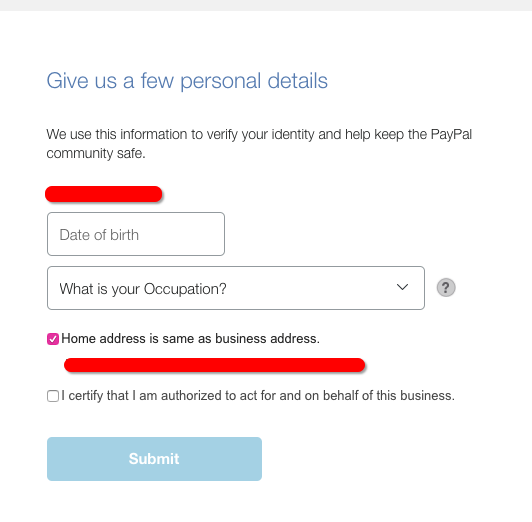 Give us a few personal details
We use this information to verify your identity and help keep the PayPal
community safe.
Date of birth
What is your Occupation?
?
Home address is same as business address.
I certify that I am authorized to act for and on behalf of this business.
Submit